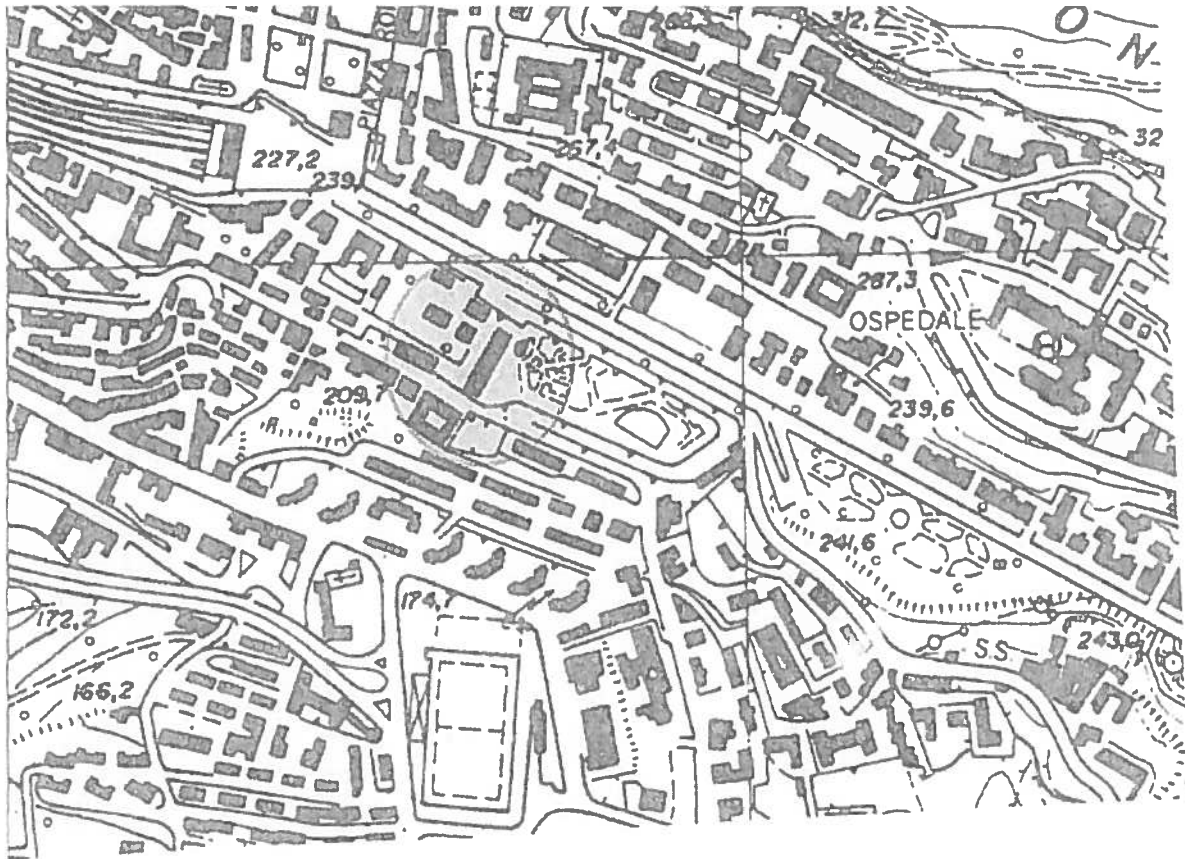 O
N
PIAZZA
32
267,4
227,2
239,
287,3
OSPEDALE
209,7
239,6
241,6
174,1
172,2
S.S.
243,0
166,2